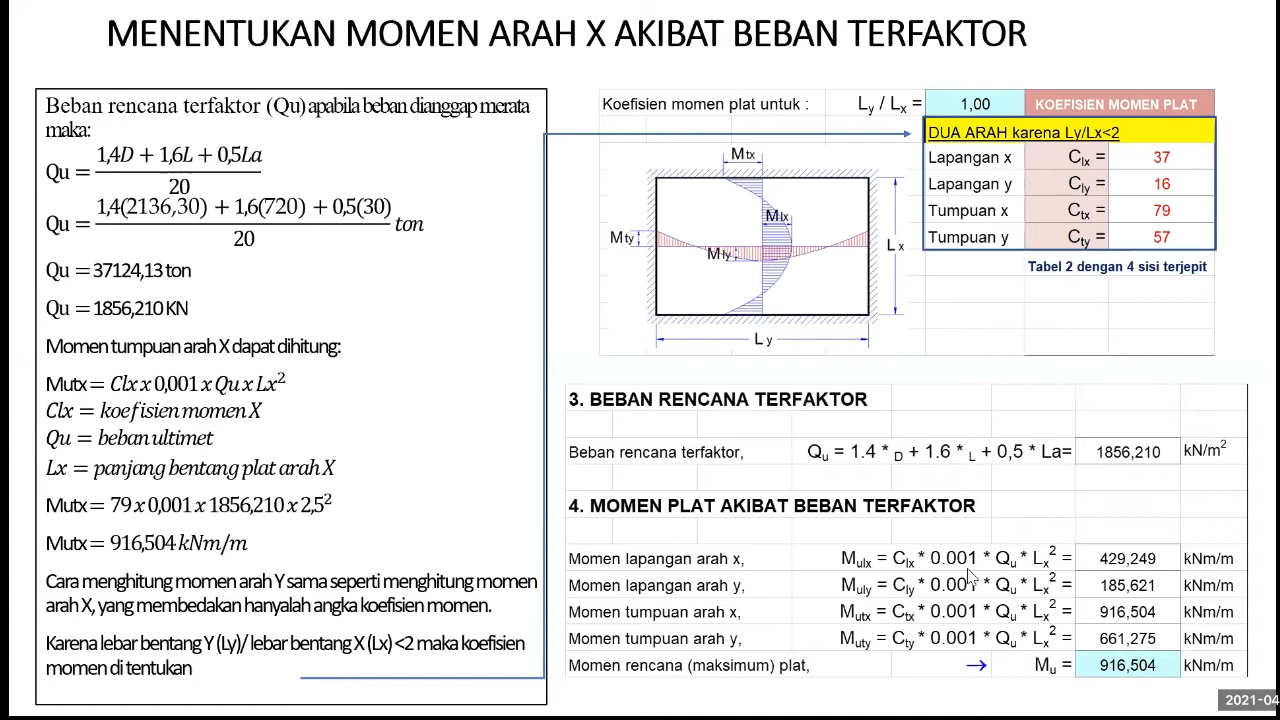 MENENTUKAN MOMEN ARAH X AKIBAT BEBAN TERFAKTOR
Beban rencana terfaktor (Qu) apabila beban dianggap merata
maka:
Qu = (1,4D + 1,6L + 0,5La) / 20
Qu = (1,4(2136,30) + 1,6(720) + 0,5(30)) / 20 ton
Qu = 37124,13 ton
Qu = 1856,210 KN
Momen tumpuan arah X dapat dihitung:
Mutx = Clx x 0,001 x Qu x Lx²
Clx = koefisien momen X
Qu = beban ultimet
Lx = panjang bentang plat arah X
Mutx = 79 x 0,001 x 1856,210 x 2,5²
Mutx = 916,504 kNm/m
Cara menghitung momen arah Y sama seperti menghitung momen
arah X, yang membedakan hanyalah angka koefisien momen.
Karena lebar bentang Y (Ly)/ lebar bentang X (Lx) <2 maka koefisien
momen di tentukan
Koefisien momen plat untuk : Ly / Lx = 1,00 KOEFISIEN MOMEN PLAT
DUA ARAH karena Ly/Lx<2
Lapangan x Clx = 37
Lapangan y Cly = 16
Tumpuan x Ctx = 79
Tumpuan y Cty = 57
Tabel 2 dengan 4 sisi terjepit
Mtx
Mlx
Mty
Mly
Lx
Ly
3. BEBAN RENCANA TERFAKTOR
Beban rencana terfaktor, Qu = 1.4 * D + 1.6 * L + 0,5 * La= 1856,210 kN/m²
4. MOMEN PLAT AKIBAT BEBAN TERFAKTOR
Momen lapangan arah x, Mulx = Clx * 0.001 * Qu * Lx² = 429,249 kNm/m
Momen lapangan arah y, Muly = Cly * 0.001 * Qu * Lx² = 185,621 kNm/m
Momen tumpuan arah x, Mutx = Ctx * 0.001 * Qu * Lx² = 916,504 kNm/m
Momen tumpuan arah y, Muty = Cty * 0.001 * Qu * Lx² = 661,275 kNm/m
Momen rencana (maksimum) plat, → Mu = 916,504 kNm/m
2021-04